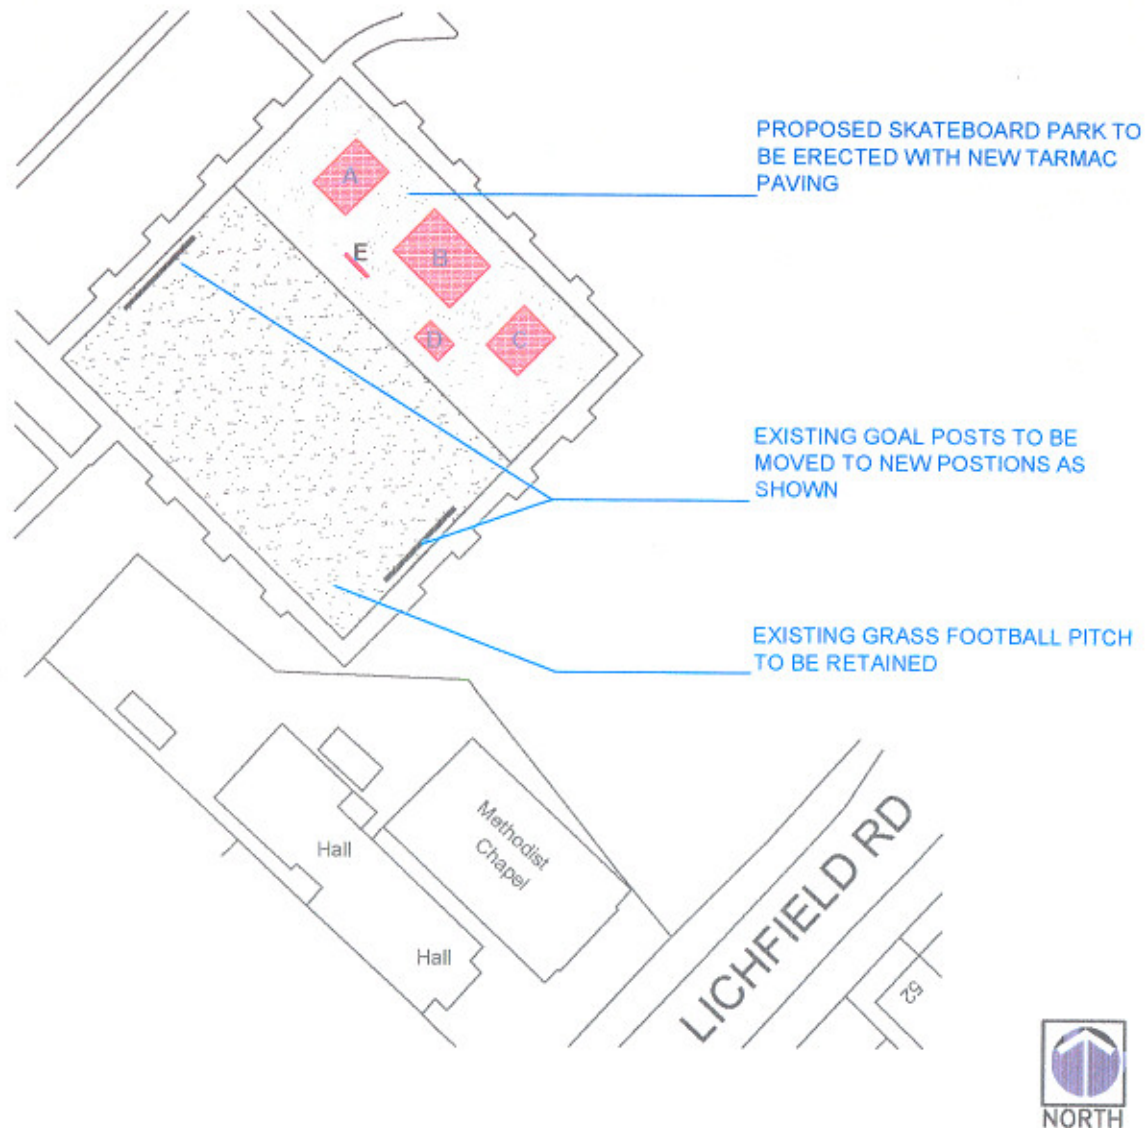 PROPOSED SKATEBOARD PARK TO
BE ERECTED WITH NEW TARMAC
PAVING
A
E
B
D
C
EXISTING GOAL POSTS TO BE
MOVED TO NEW POSTIONS AS
SHOWN
EXISTING GRASS FOOTBALL PITCH
TO BE RETAINED
Methodist
Chapel
Hall
Hall
LICHFIELD RD
52
NORTH